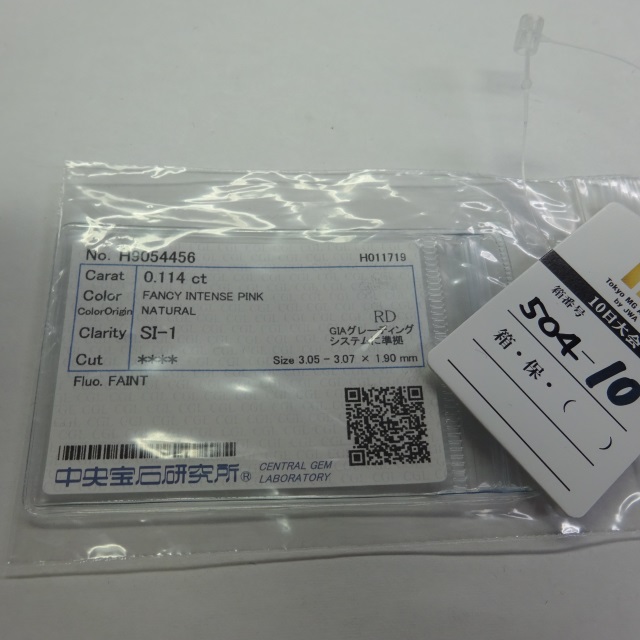 No. H9054456 H011719
Carat 0.114 ct
Color FANCY INTENSE PINK
ColorOrigin NATURAL RD
Clarity SI-1 GIAグレーディング
システムに準拠
Cut **** Size 3.05 - 3.07 × 1.90 mm
Fluo. FAINT
中央宝石研究所® CENTRAL GEM
LABORATORY
by JWA
10日大会
箱番号
504-10
箱・保・( )